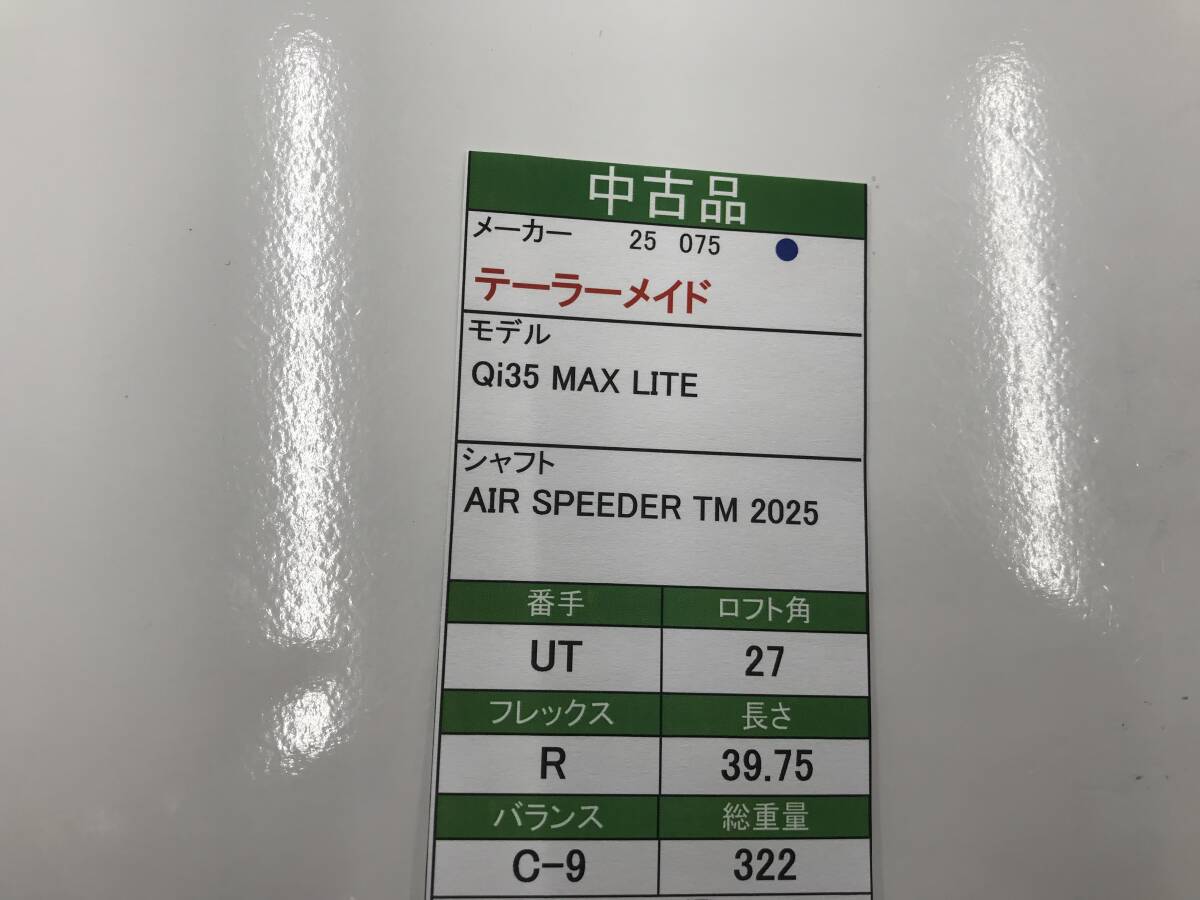 中古品
メーカー 25 075
テーラーメイド
モデル
Qi35 MAX LITE
シャフト
AIR SPEEDER TM 2025
番手 ロフト角
UT 27
フレックス 長さ
R 39.75
バランス 総重量
C-9 322